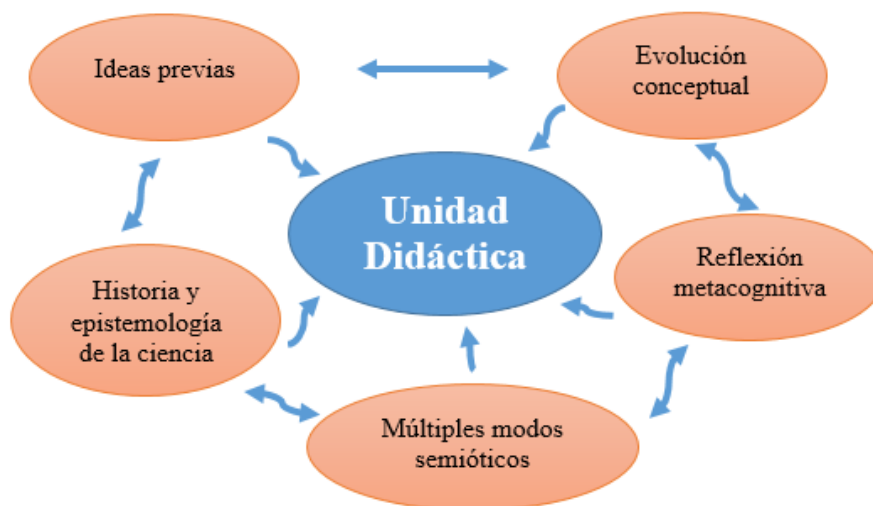 Ideas previas
Evolución
conceptual
Unidad
Didáctica
Reflexión
metacognitiva
Historia y
epistemología
de la ciencia
Múltiples modos
semióticos